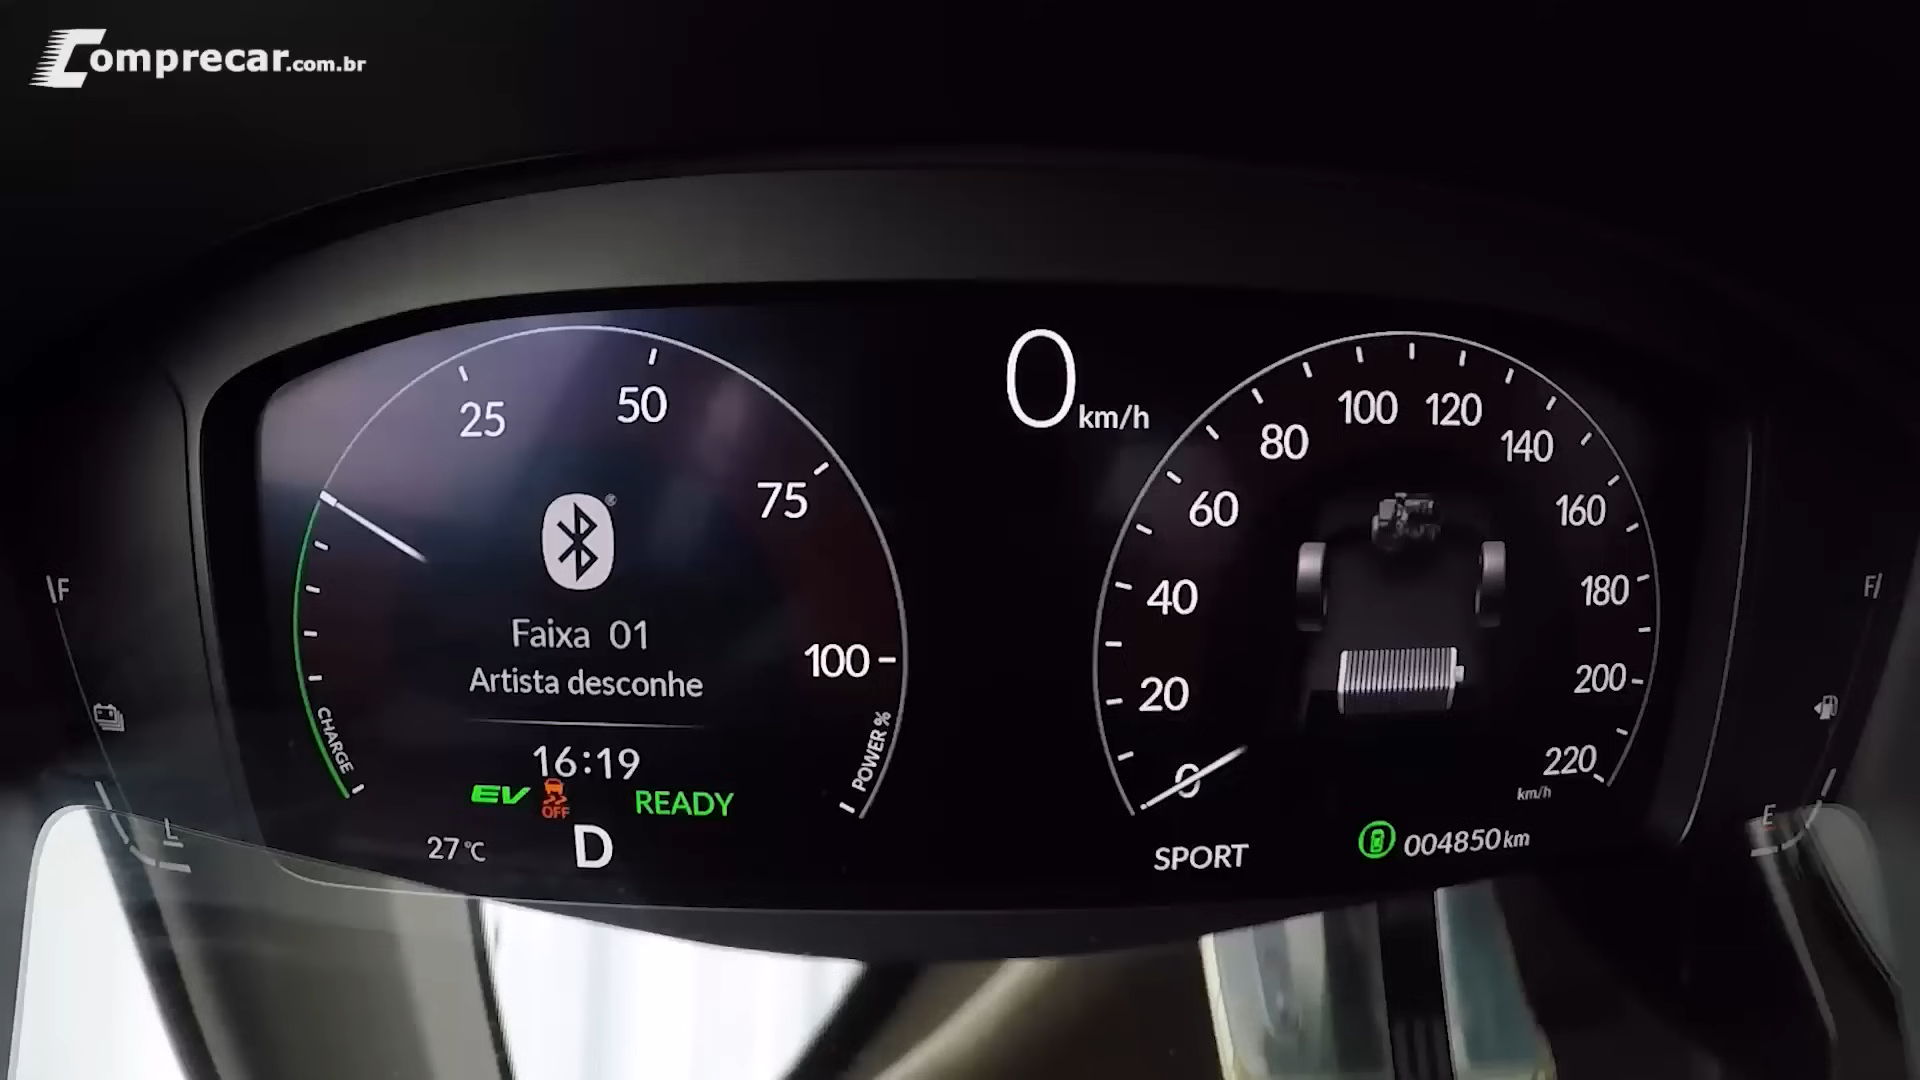 Comprecar.com.br
25
50
75
100
CHARGE
POWER %
Faixa 01
Artista desconhe
16:19
EV
OFF
READY
27 °C
D
0 km/h
0
20
40
60
80
100
120
140
160
180
200
220
km/h
SPORT
004850 km
F
L
F
E